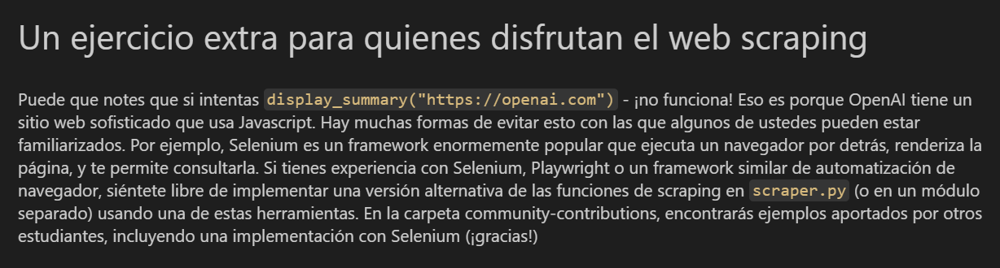 Un ejercicio extra para quienes disfrutan el web scraping
Puede que notes que si intentas display_summary("https://openai.com") - ¡no funciona! Eso es porque OpenAI tiene un
sitio web sofisticado que usa Javascript. Hay muchas formas de evitar esto con las que algunos de ustedes pueden estar
familiarizados. Por ejemplo, Selenium es un framework enormemente popular que ejecuta un navegador por detrás, renderiza la
página, y te permite consultarla. Si tienes experiencia con Selenium, Playwright o un framework similar de automatización de
navegador, siéntete libre de implementar una versión alternativa de las funciones de scraping en scraper.py (o en un módulo
separado) usando una de estas herramientas. En la carpeta community-contributions, encontrarás ejemplos aportados por otros
estudiantes, incluyendo una implementación con Selenium (¡gracias!)